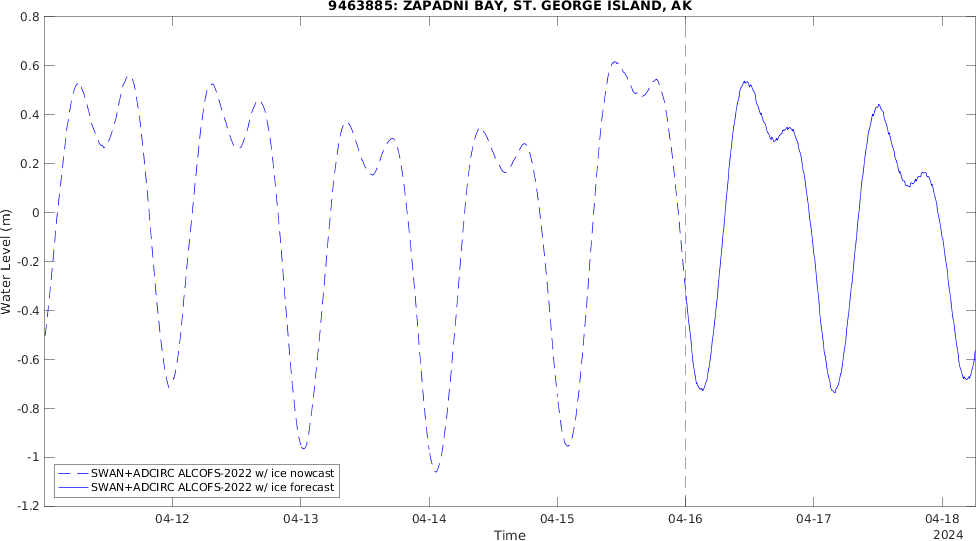 9463885: ZAPADNI BAY, ST. GEORGE ISLAND, AK
0.8
0.6
0.4
0.2
0
-0.2
-0.4
-0.6
-0.8
-1
-1.2
Water Level (m)
SWAN+ADCIRC ALCOFS-2022 w/ ice nowcast
SWAN+ADCIRC ALCOFS-2022 w/ ice forecast
04-12 04-13 04-14 04-15 04-16 04-17 04-18
Time
2024